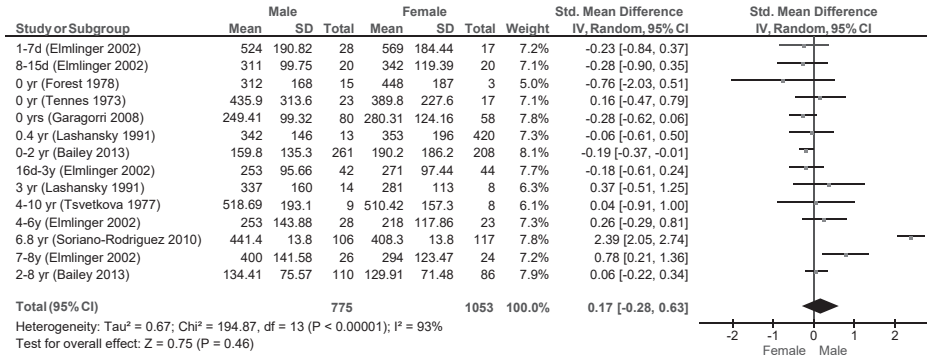 Male Female Std. Mean Difference Std. Mean Difference
Study or Subgroup Mean SD Total Mean SD Total Weight IV, Random, 95% CI IV, Random, 95% CI
1-7d (Elmlinger 2002) 524 190.82 28 569 184.44 17 7.2% -0.23 [-0.84, 0.37]
8-15d (Elmlinger 2002) 311 99.75 20 342 119.39 20 7.1% -0.28 [-0.90, 0.35]
0 yr (Forest 1978) 312 168 15 448 187 3 5.4% -0.76 [-2.03, 0.51]
0 yr (Tennes 1973) 435.9 313.6 23 389.8 227.6 17 7.1% 0.16 [-0.47, 0.79]
0 yrs (Garagorri 2008) 249.41 99.32 80 280.31 124.16 58 7.8% -0.28 [-0.62, 0.06]
0.4 yr (Lashansky 1991) 342 146 13 353 196 420 7.3% -0.06 [-0.61, 0.50]
0-2 yr (Bailey 2013) 159.8 135.3 261 190.2 186.2 208 8.1% -0.19 [-0.37, -0.01]
16d-3y (Elmlinger 2002) 253 95.66 42 271 97.44 44 7.6% -0.18 [-0.61, 0.24]
3 yr (Lashansky 1991) 337 160 14 281 113 8 6.4% 0.37 [-0.51, 1.25]
4-10 yr (Tsvetkova 1977) 518.69 193.1 9 510.42 157.3 8 6.2% 0.04 [-0.91, 1.00]
4-6y (Elmlinger 2002) 253 143.88 28 218 117.86 23 7.3% 0.26 [-0.29, 0.81]
6.8 yr (Soriano-Rodriguez 2010) 441.4 13.8 106 408.3 13.8 117 7.8% 2.39 [2.05, 2.74]
7-8y (Elmlinger 2002) 400 141.58 26 294 123.47 24 7.2% 0.78 [0.21, 1.36]
2-8 yr (Bailey 2013) 134.41 75.57 110 129.91 71.48 86 7.9% 0.06 [-0.22, 0.34]
Total (95% CI) 775 1053 100.0% 0.17 [-0.28, 0.63]
Heterogeneity: Tau² = 0.67; Chi² = 194.87, df = 13 (P < 0.00001); I² = 93%
Test for overall effect: Z = 0.75 (P = 0.46)
-2 -1 0 1 2
Female Male